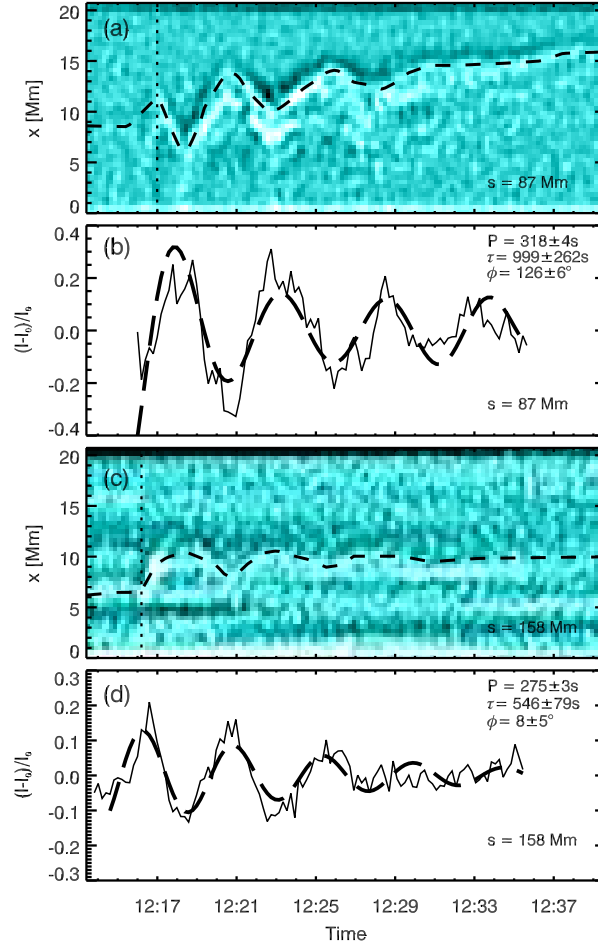 (a)
20
15
10
5
0
x [Mm]
s = 87 Mm
(b)
0.4
0.2
0.0
-0.2
-0.4
(I-I₀)/I₀
P = 318±4s
τ = 999±262s
ϕ = 126±6°
s = 87 Mm
(c)
20
15
10
5
0
x [Mm]
s = 158 Mm
(d)
0.3
0.2
0.1
0.0
-0.1
-0.2
-0.3
(I-I₀)/I₀
P = 275±3s
τ = 546±79s
ϕ = 8±5°
s = 158 Mm
12:17 12:21 12:25 12:29 12:33 12:37
Time